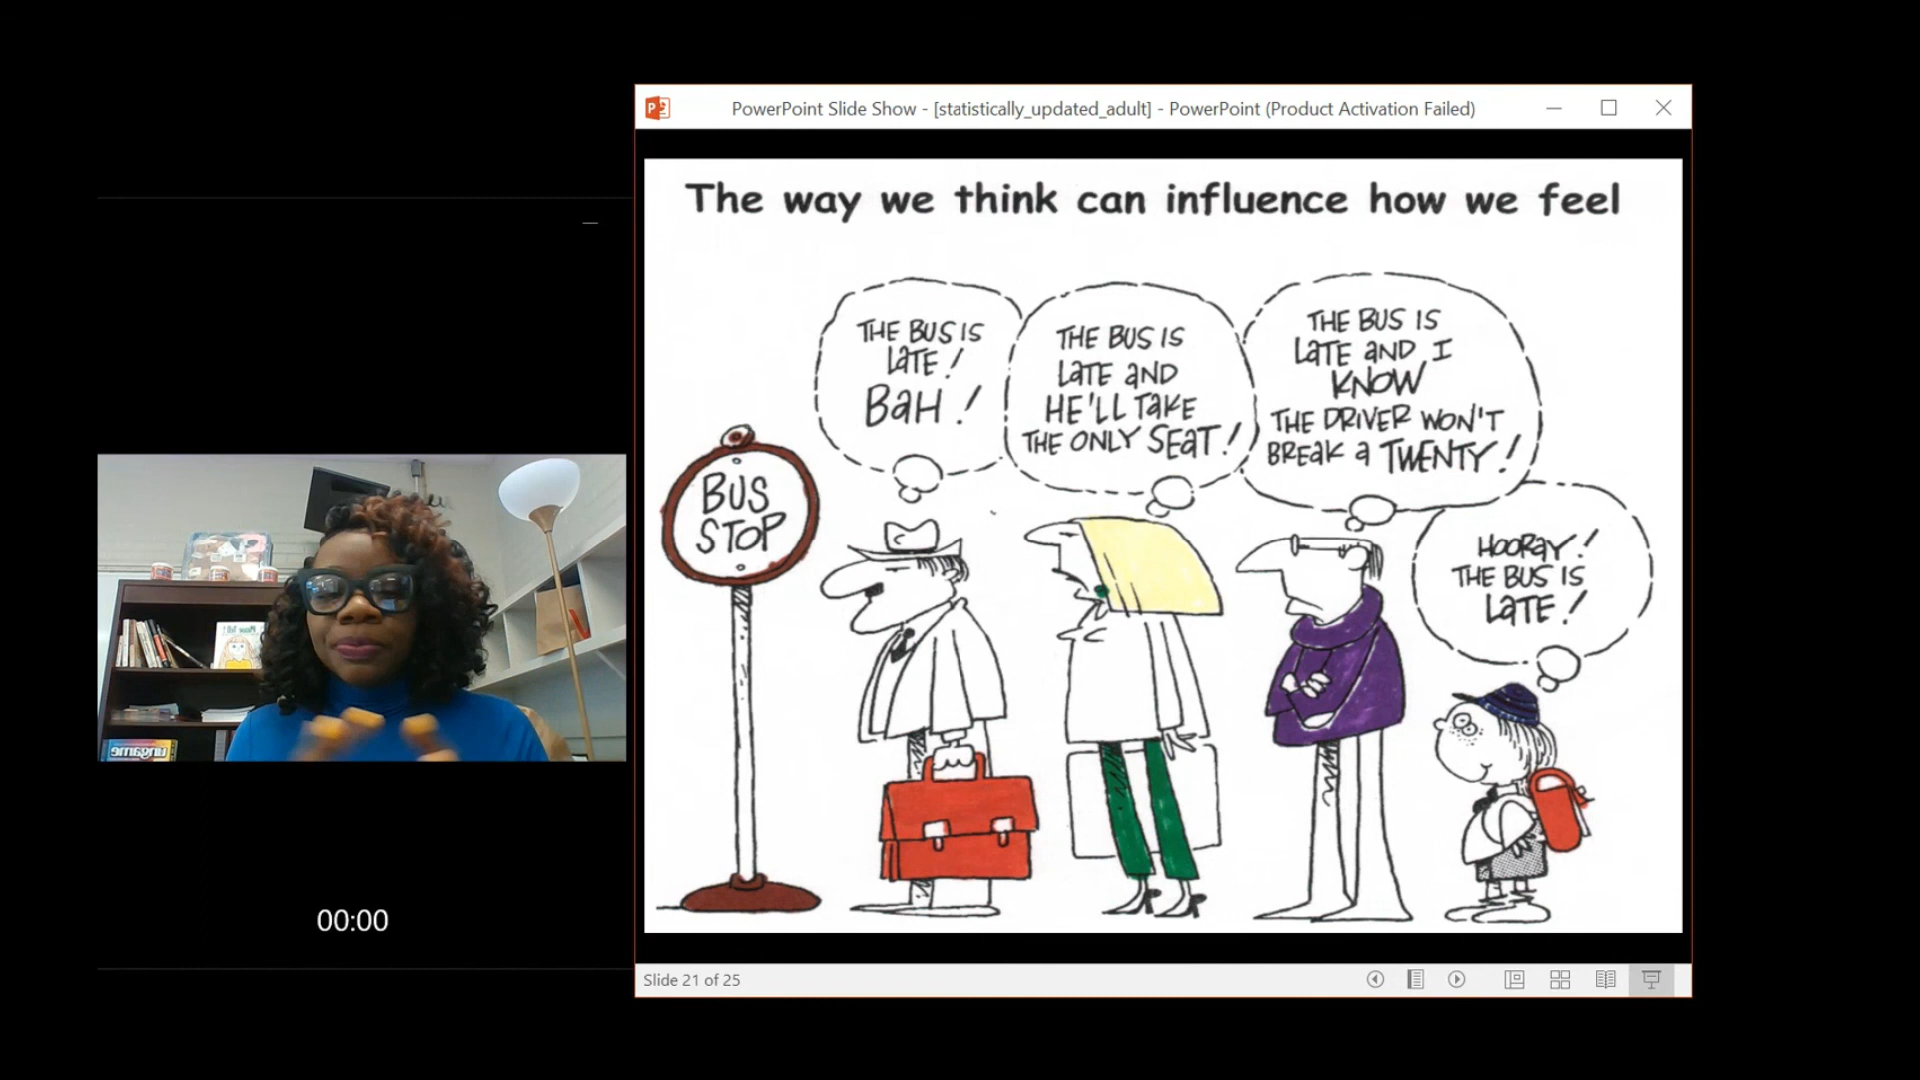 PowerPoint Slide Show - [statistically_updated_adult] - PowerPoint (Product Activation Failed)
The way we think can influence how we feel
THE BUS IS
LATE!
BAH!
THE BUS IS
LATE AND
HE'LL TAKE
THE ONLY SEAT!
THE BUS IS
LATE AND I
KNOW
THE DRIVER WON'T
BREAK A TWENTY!
HOORAY!
THE BUS IS
LATE!
BUS
STOP
ungame
00:00
Slide 21 of 25